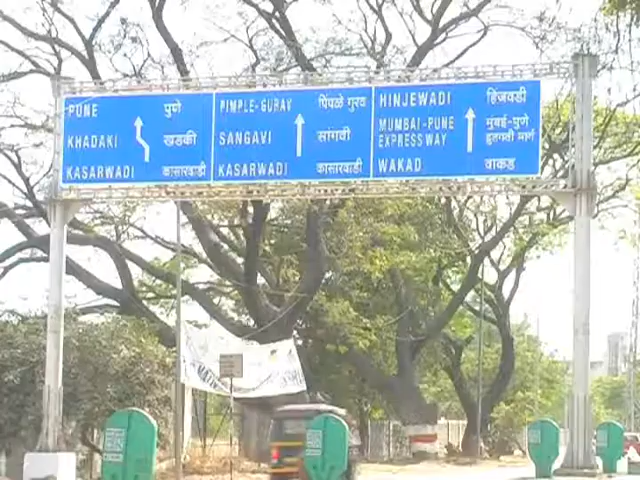 PUNE पुणे
KHADAKI खडकी
KASARWADI कासारवाडी
PIMPLE-GURAV पिंपळे गुरव
SANGAVI सांगवी
KASARWADI कासारवाडी
HINJEWADI हिंजवडी
MUMBAI-PUNE मुंबई-पुणे
EXPRESS WAY द्रुतगती मार्ग
WAKAD वाकड